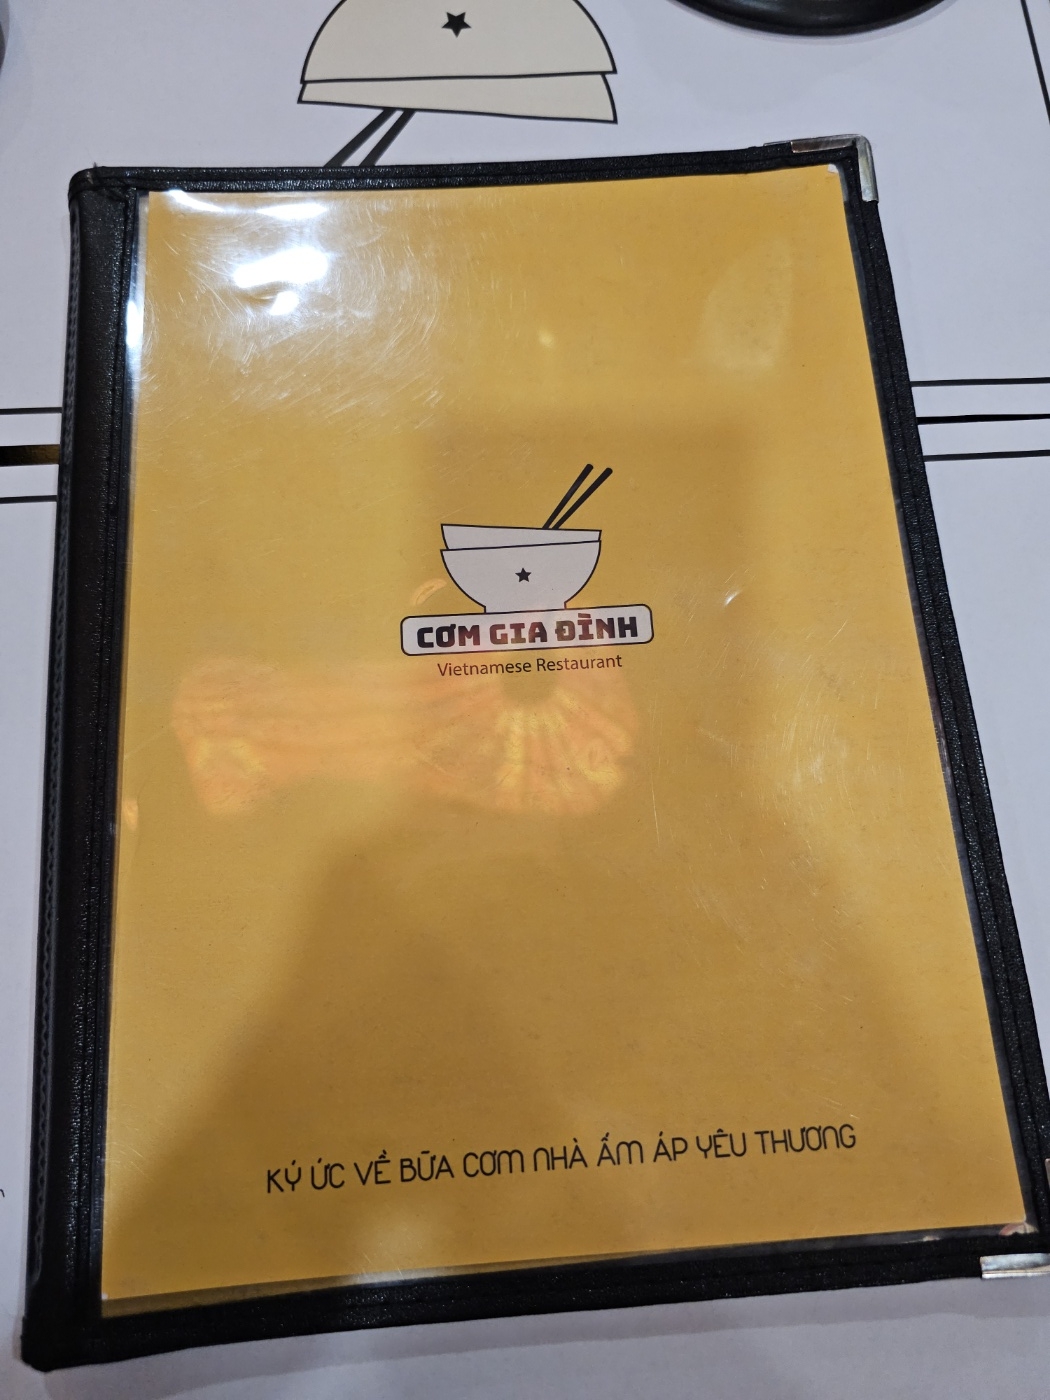 CƠM GIA ĐÌNH
Vietnamese Restaurant
KÝ ỨC VỀ BỮA CƠM NHÀ ẤM ÁP YÊU THƯƠNG